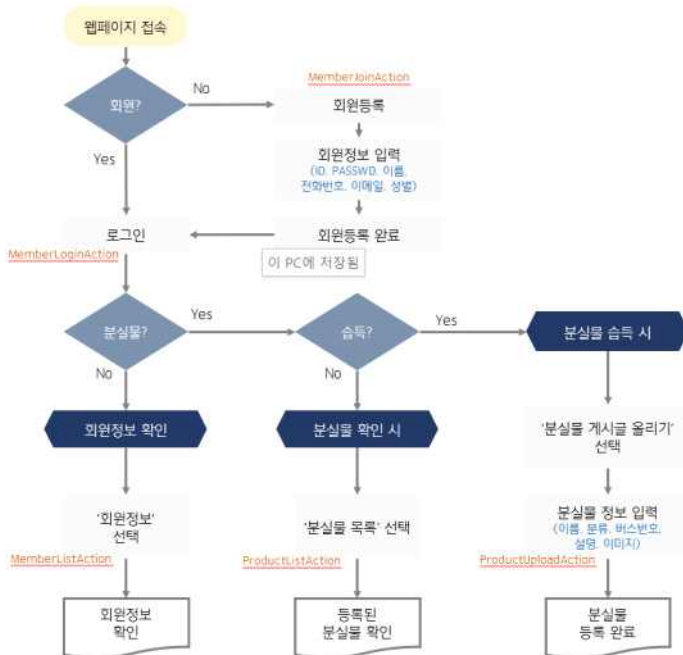 웹페이지 접속
MemberJoinAction
회원?
No
회원등록
Yes
회원정보 입력
(ID, PASSWD, 이름,
전화번호, 이메일, 성별)
로그인
회원등록 완료
MemberLoginAction
이 PC에 저장됨
분실물?
Yes
습득?
Yes
분실물 습득 시
No
No
회원정보 확인
분실물 확인 시
'분실물 게시글 올리기'
선택
'회원정보'
선택
'분실물 목록' 선택
분실물 정보 입력
(이름, 분류, 버스번호,
설명, 이미지)
MemberListAction
ProductListAction
ProductUploadAction
회원정보
확인
등록된
분실물 확인
분실물
등록 완료